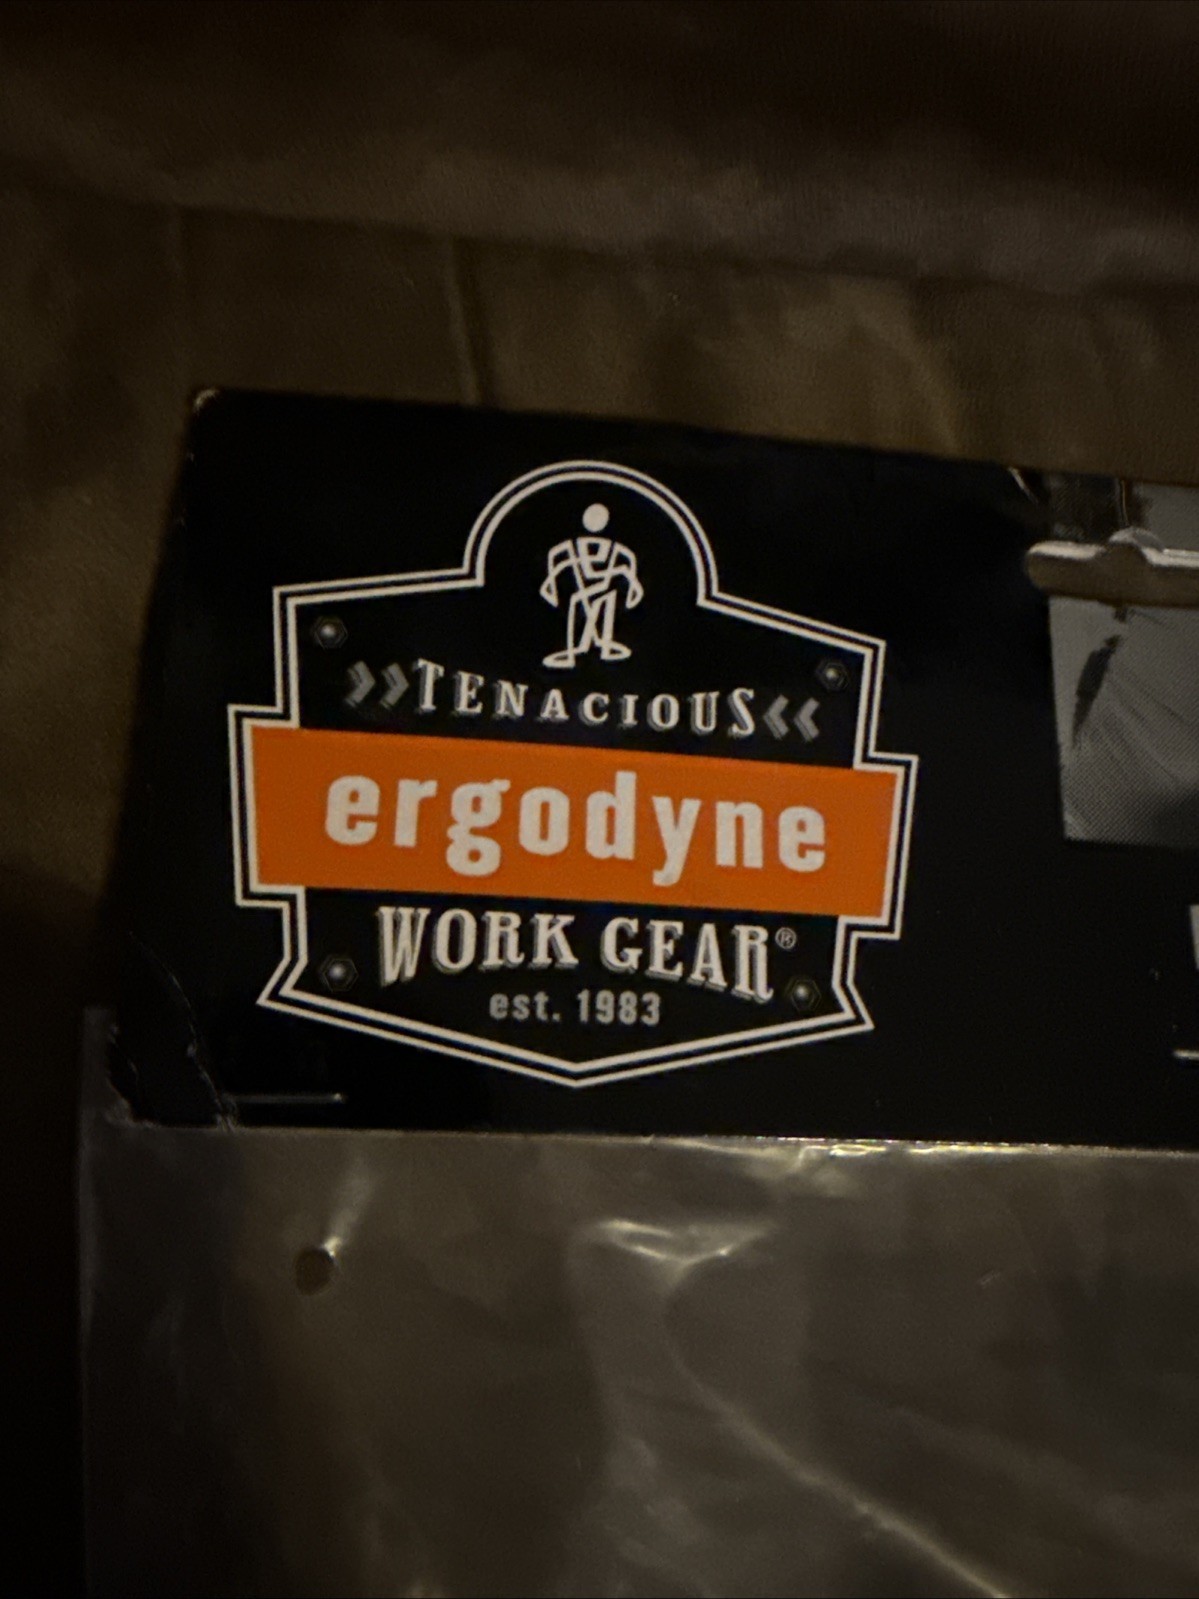 »TENACIOUS«
ergodyne
WORK GEAR®
est. 1983